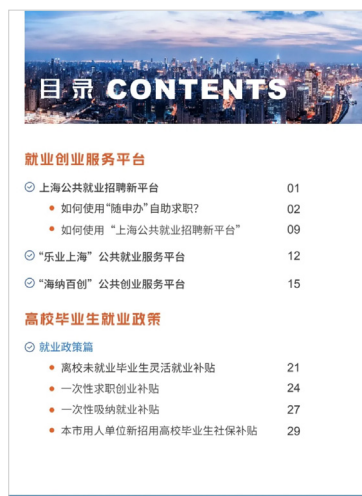 目录 CONTENTS
就业创业服务平台
上海公共就业招聘新平台 01
如何使用“随申办”自助求职？ 02
如何使用 “上海公共就业招聘新平台” 09
“乐业上海”公共就业服务平台 12
“海纳百创”公共创业服务平台 15
高校毕业生就业政策
就业政策篇
离校未就业毕业生灵活就业补贴 21
一次性求职创业补贴 24
一次性吸纳就业补贴 27
本市用人单位新招用高校毕业生社保补贴 29